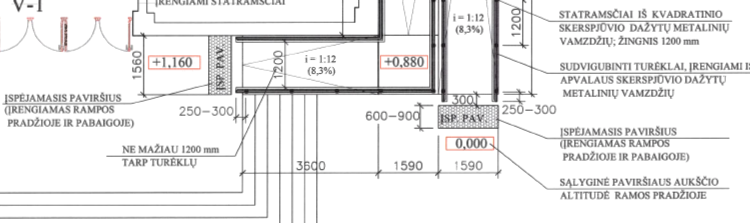 V-1
ĮRENGIAMI STATRAMSČIAI
+1,160
1560
ISP. PAV.
1200
i = 1:12
(8,3%)
+0,880
i = 1:12
(8,3%)
1200
STATRAMSČIAI IŠ KVADRATINIO
SKERSPJŪVIO DAŽYTŲ METALINIŲ
VAMZDŽIŲ; ŽINGNIS 1200 mm
SUDVIGUBINTI TURĖKLAI, ĮRENGIAMI IŠ
APVALAUS SKERSPJŪVIO DAŽYTŲ
METALINIŲ VAMZDŽIŲ
ĮSPĖJAMASIS PAVIRŠIUS
(ĮRENGIAMAS RAMPOS
PRADŽIOJE IR PABAIGOJE)
250-300
300
250-300
600-900
ISP. PAV.
0,000
ĮSPĖJAMASIS PAVIRŠIUS
(ĮRENGIAMAS RAMPOS
PRADŽIOJE IR PABAIGOJE)
NE MAŽIAU 1200 mm
TARP TURĖKLŲ
3600
1590
1590
SĄLYGINĖ PAVIRŠIAUS AUKŠČIO
ALTITUDĖ RAMOS PRADŽIOJE